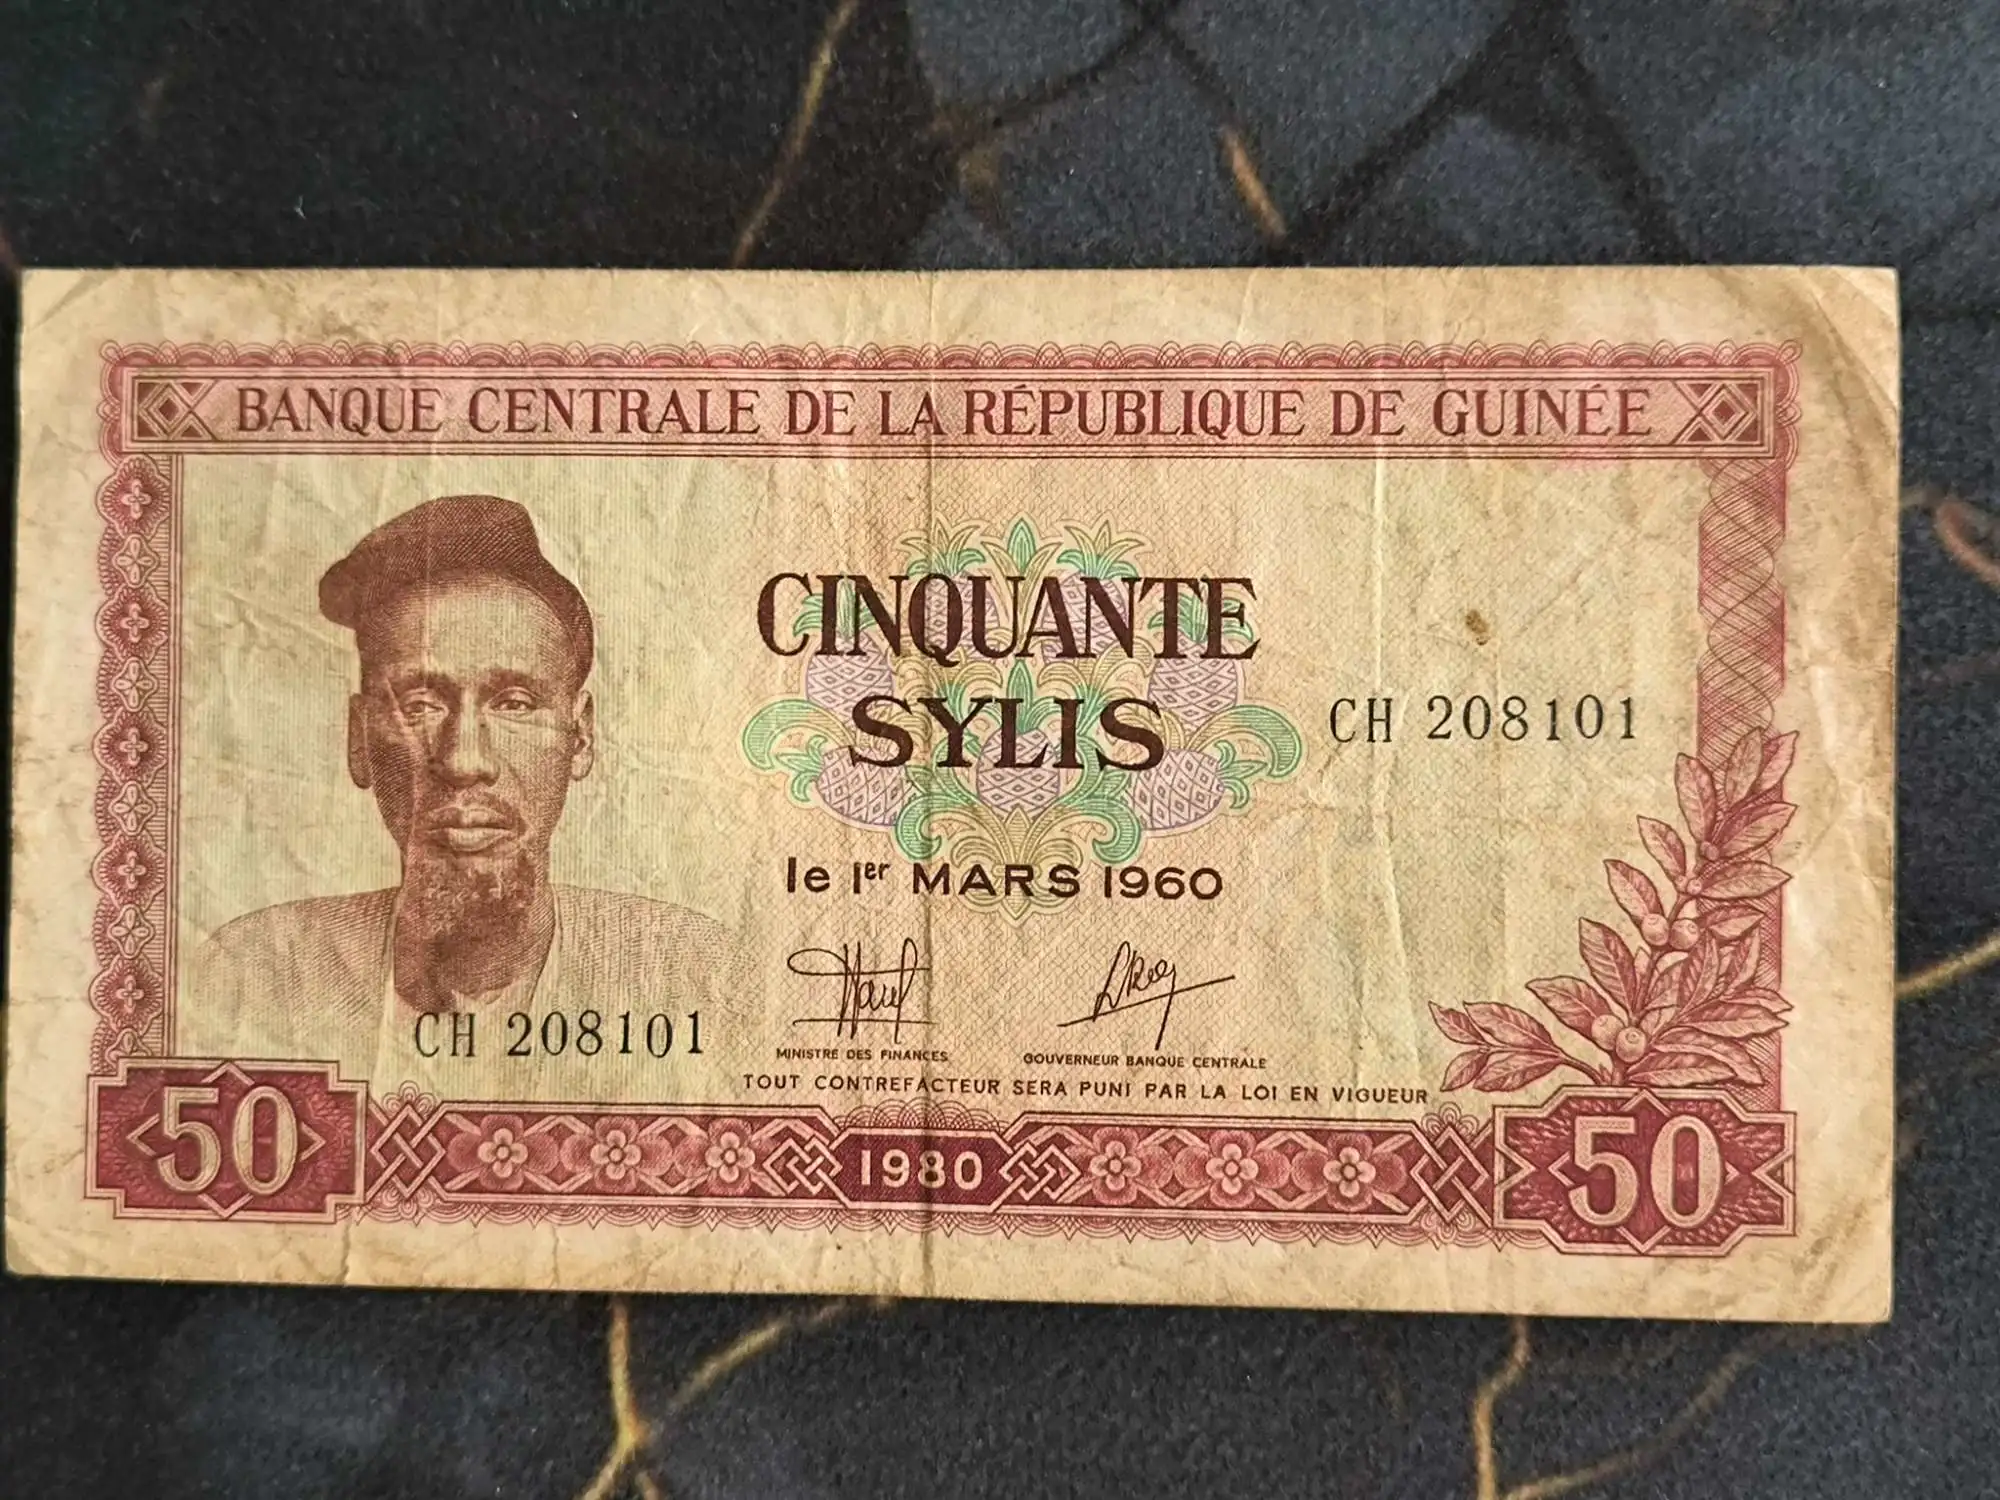 BANQUE CENTRALE DE LA RÉPUBLIQUE DE GUINÉE
CINQUANTE
SYLIS
CH 208101
le 1er MARS 1960
CH 208101
MINISTRE DES FINANCES
GOUVERNEUR BANQUE CENTRALE
TOUT CONTREFACTEUR SERA PUNI PAR LA LOI EN VIGUEUR
50
1980
50